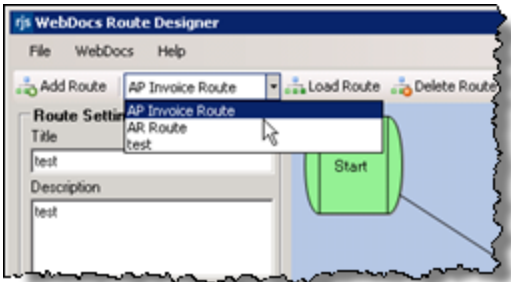 rjs WebDocs Route Designer
File WebDocs Help
Add Route AP Invoice Route Load Route Delete Route
AP Invoice Route
AR Route
test
Route Settin
Title
test
Description
test
Start